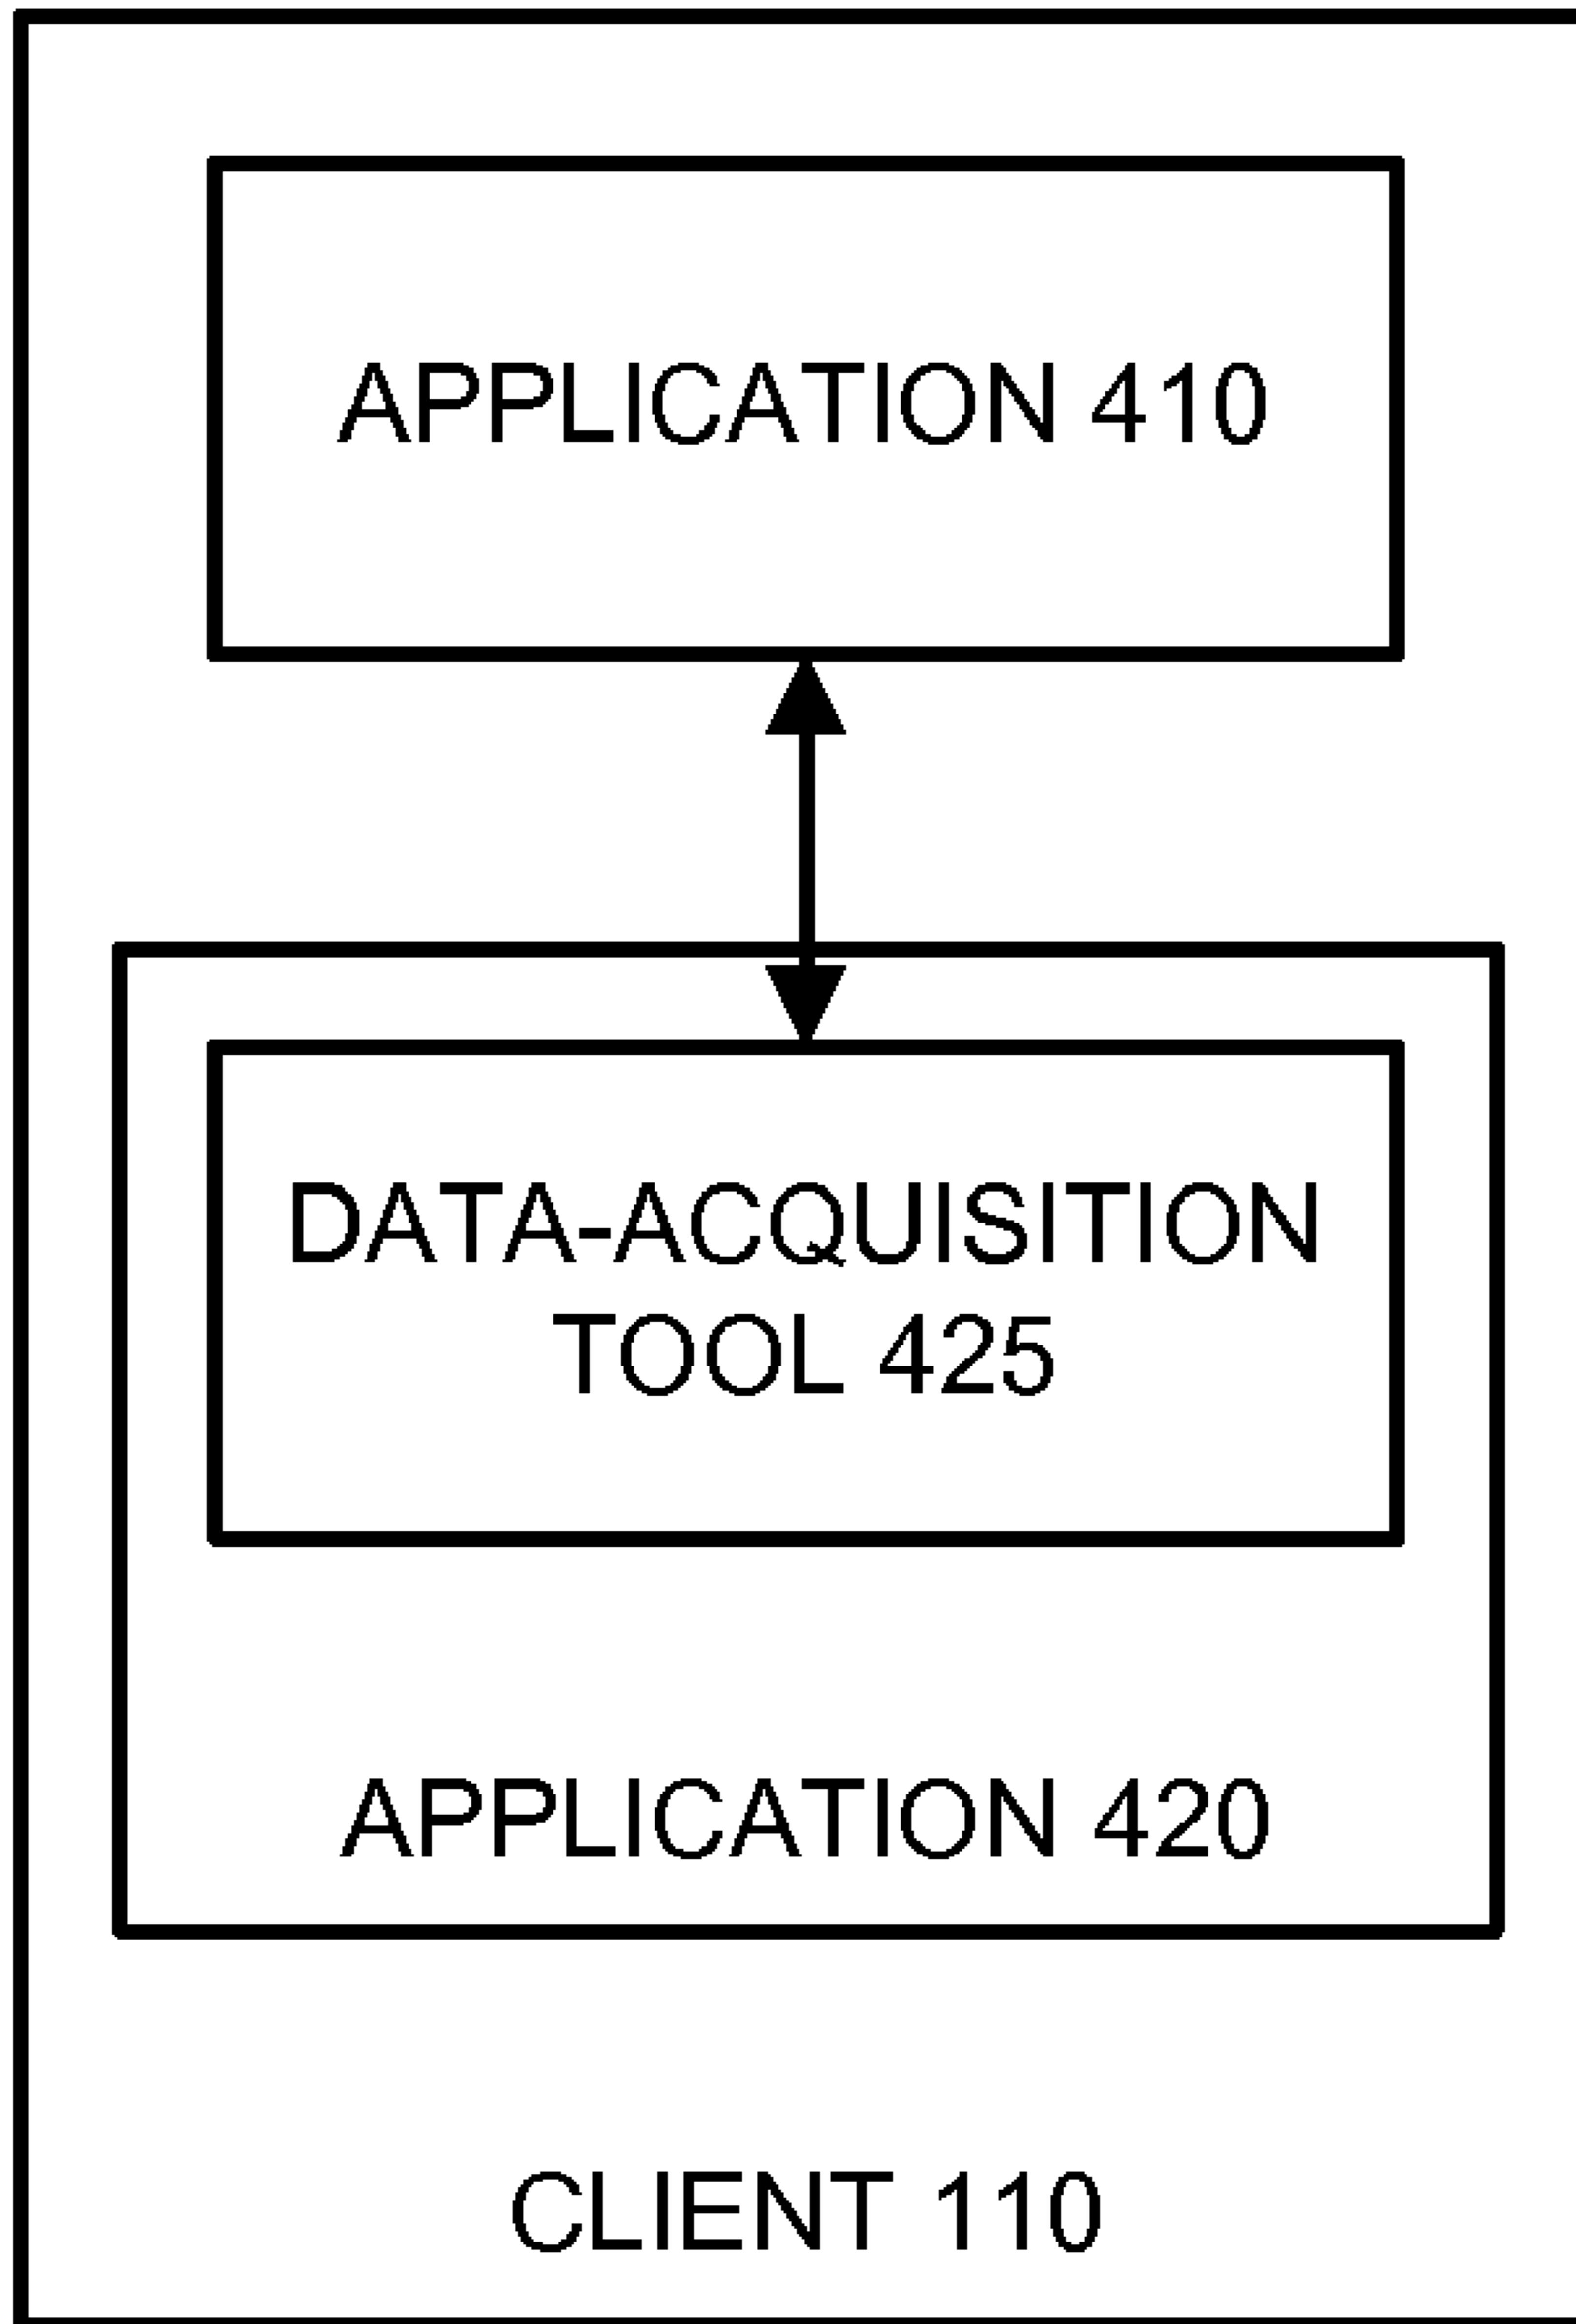 APPLICATION 410
DATA-ACQUISITION
TOOL 425
APPLICATION 420
CLIENT 110